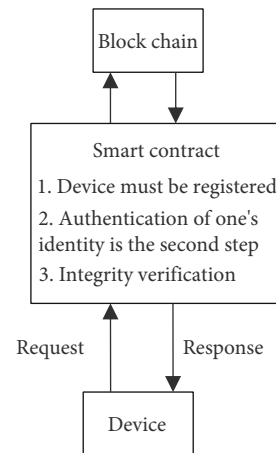 Block chain
Smart contract
1. Device must be registered
2. Authentication of one's
identity is the second step
3. Integrity verification
Request
Response
Device